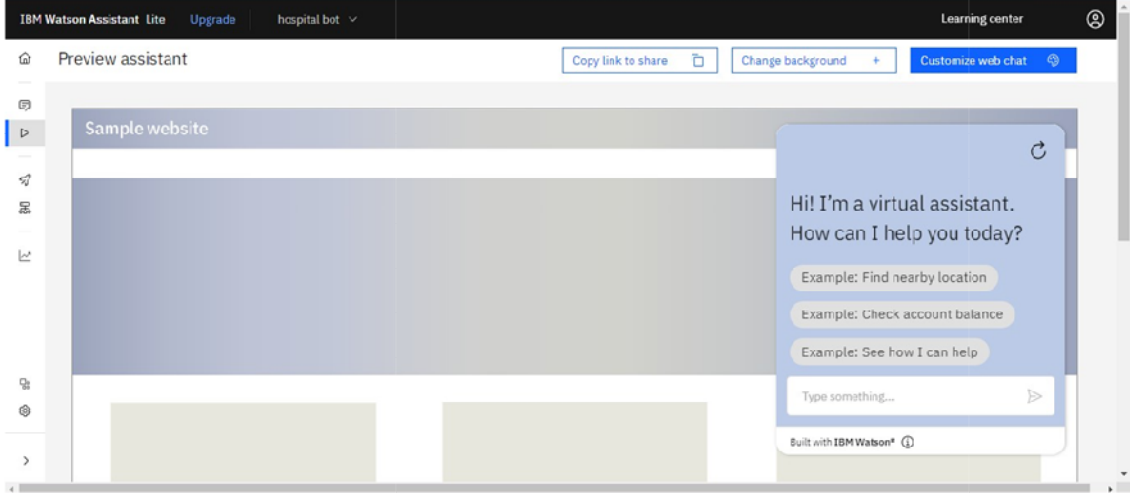 IBM Watson Assistant Lite Upgrade hospital bot Learning center
Preview assistant Copy link to share Change background + Customize web chat
Sample website
Hi! I'm a virtual assistant.
How can I help you today?
Example: Find nearby location
Example: Check account balance
Example: See how I can help
Type something...
Built with IBM Watson®